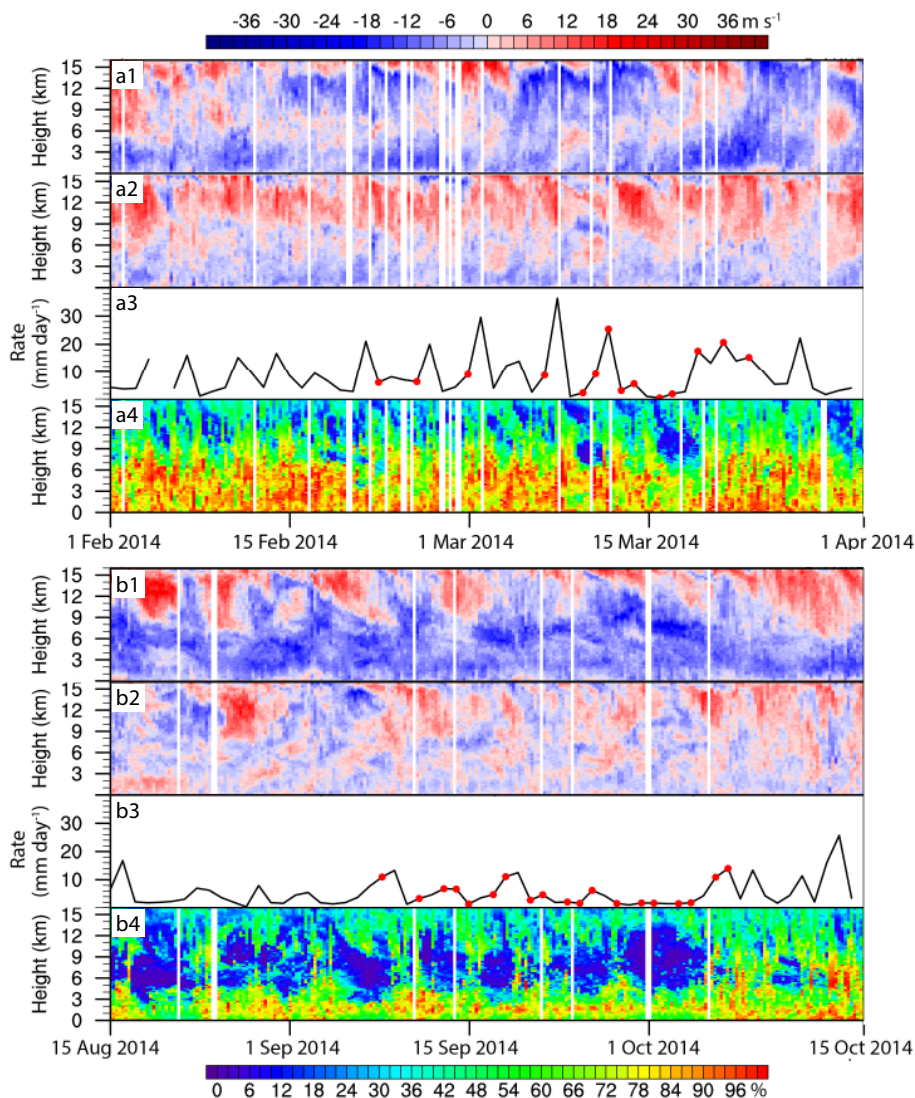 -36 -30 -24 -18 -12 -6 0 6 12 18 24 30 36 m s⁻¹
a1
Height (km)
15
12
9
6
3
a2
Height (km)
15
12
9
6
3
a3
Rate
(mm day⁻¹)
30
20
10
a4
Height (km)
15
12
9
6
3
0
1 Feb 2014 15 Feb 2014 1 Mar 2014 15 Mar 2014 1 Apr 2014
b1
Height (km)
15
12
9
6
3
b2
Height (km)
15
12
9
6
3
b3
Rate
(mm day⁻¹)
30
20
10
b4
Height (km)
15
12
9
6
3
0
15 Aug 2014 1 Sep 2014 15 Sep 2014 1 Oct 2014 15 Oct 2014
0 6 12 18 24 30 36 42 48 54 60 66 72 78 84 90 96 %